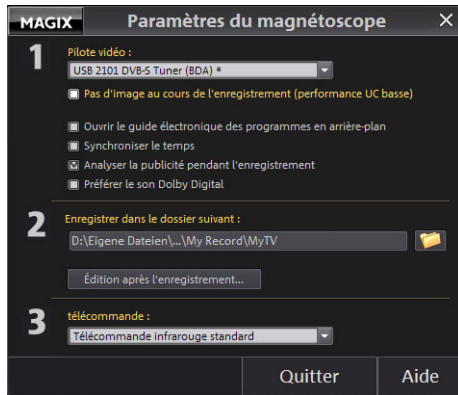 MAGIX Paramètres du magnétoscope
1
Pilote vidéo :
USB 2101 DVB-S Tuner (BDA) *
Pas d'image au cours de l'enregistrement (performance UC basse)
Ouvrir le guide électronique des programmes en arrière-plan
Synchroniser le temps
Analyser la publicité pendant l'enregistrement
Préférer le son Dolby Digital
2
Enregistrer dans le dossier suivant :
D:\Eigene Dateien\...\My Record\MyTV
Édition après l'enregistrement...
3
télécommande :
Télécommande infrarouge standard
Quitter
Aide